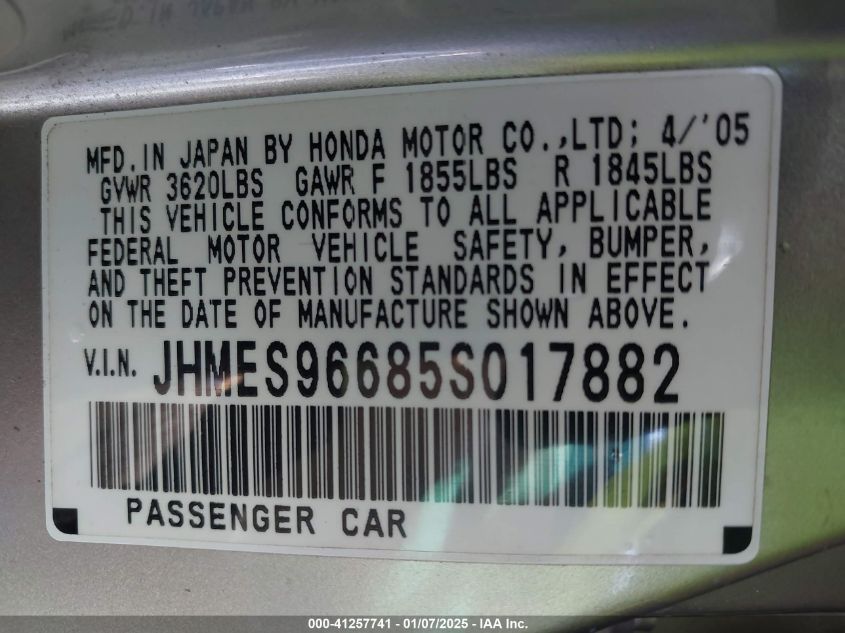 MFD. IN JAPAN BY HONDA MOTOR CO.,LTD; 4/'05
GVWR 3620LBS GAWR F 1855LBS R 1845LBS
THIS VEHICLE CONFORMS TO ALL APPLICABLE
FEDERAL MOTOR VEHICLE SAFETY, BUMPER,
AND THEFT PREVENTION STANDARDS IN EFFECT
ON THE DATE OF MANUFACTURE SHOWN ABOVE.
V.I.N. JHMES96685S017882
PASSENGER CAR
000-41257741 - 01/07/2025 - IAA Inc.